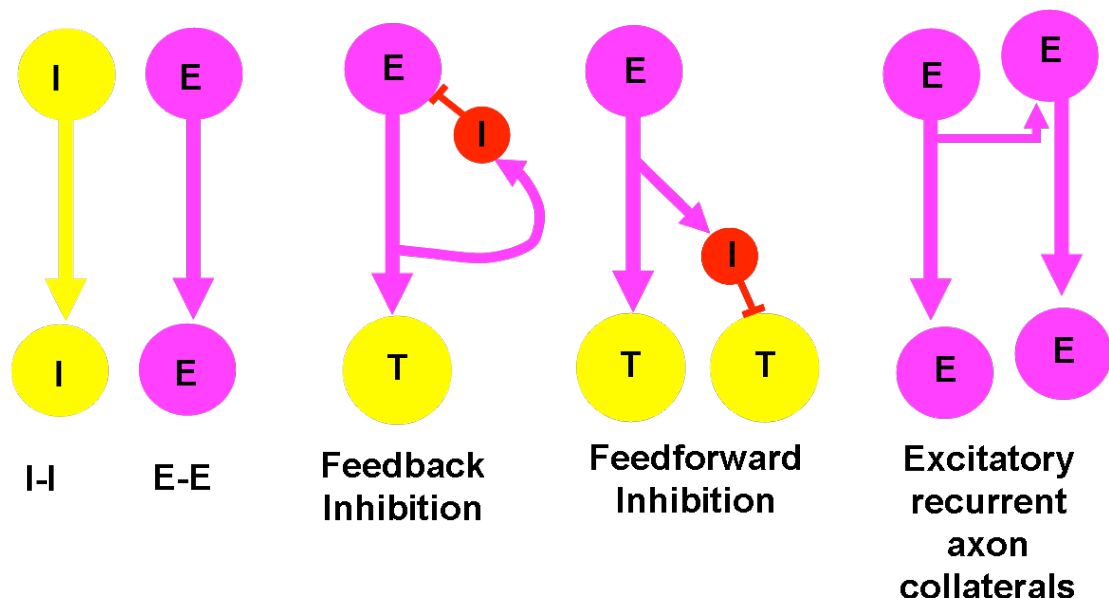 I
E
E
I
T
E
I
T
T
E
E
E
E
I
E
I-I
E-E
Feedback
Inhibition
Feedforward
Inhibition
Excitatory
recurrent
axon
collaterals